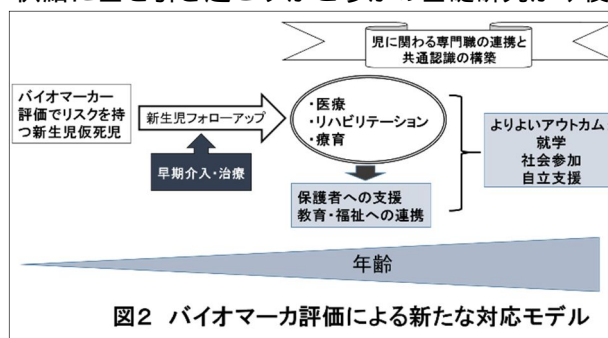 児に関わる専門職の連携と
共通認識の構築
バイオマーカー
評価でリスクを持
つ新生児仮死児
新生児フォローアップ
早期介入・治療
・医療
・リハビリテーション
・療育
保護者への支援
教育・福祉への連携
よりよいアウトカム
就学
社会参加
自立支援
年齢
図2 バイオマーカ評価による新たな対応モデル